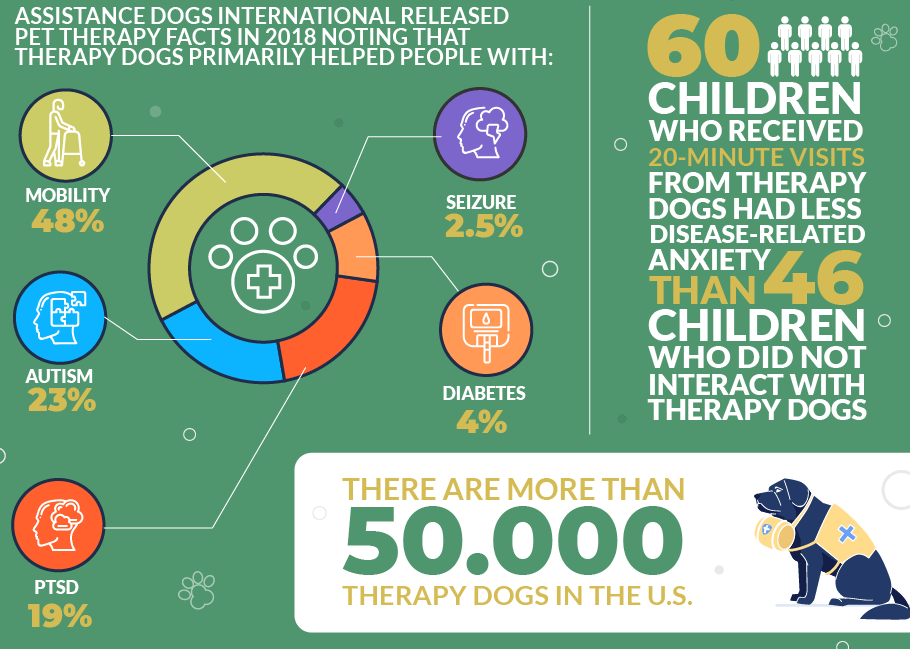 ASSISTANCE DOGS INTERNATIONAL RELEASED
PET THERAPY FACTS IN 2018 NOTING THAT
THERAPY DOGS PRIMARILY HELPED PEOPLE WITH:
MOBILITY
48%
AUTISM
23%
PTSD
19%
SEIZURE
2.5%
DIABETES
4%
60
CHILDREN
WHO RECEIVED
20-MINUTE VISITS
FROM THERAPY
DOGS HAD LESS
DISEASE-RELATED
ANXIETY
THAN 46
CHILDREN
WHO DID NOT
INTERACT WITH
THERAPY DOGS
THERE ARE MORE THAN
50.000
THERAPY DOGS IN THE U.S.